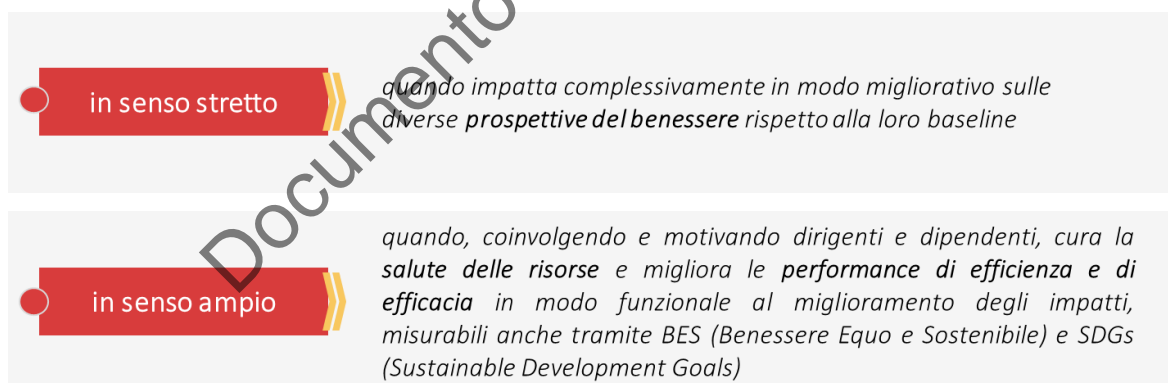 Documento
in senso stretto
quando impatta complessivamente in modo migliorativo sulle
diverse prospettive del benessere rispetto alla loro baseline
in senso ampio
quando, coinvolgendo e motivando dirigenti e dipendenti, cura la
salute delle risorse e migliora le performance di efficienza e di
efficacia in modo funzionale al miglioramento degli impatti,
misurabili anche tramite BES (Benessere Equo e Sostenibile) e SDGs
(Sustainable Development Goals)